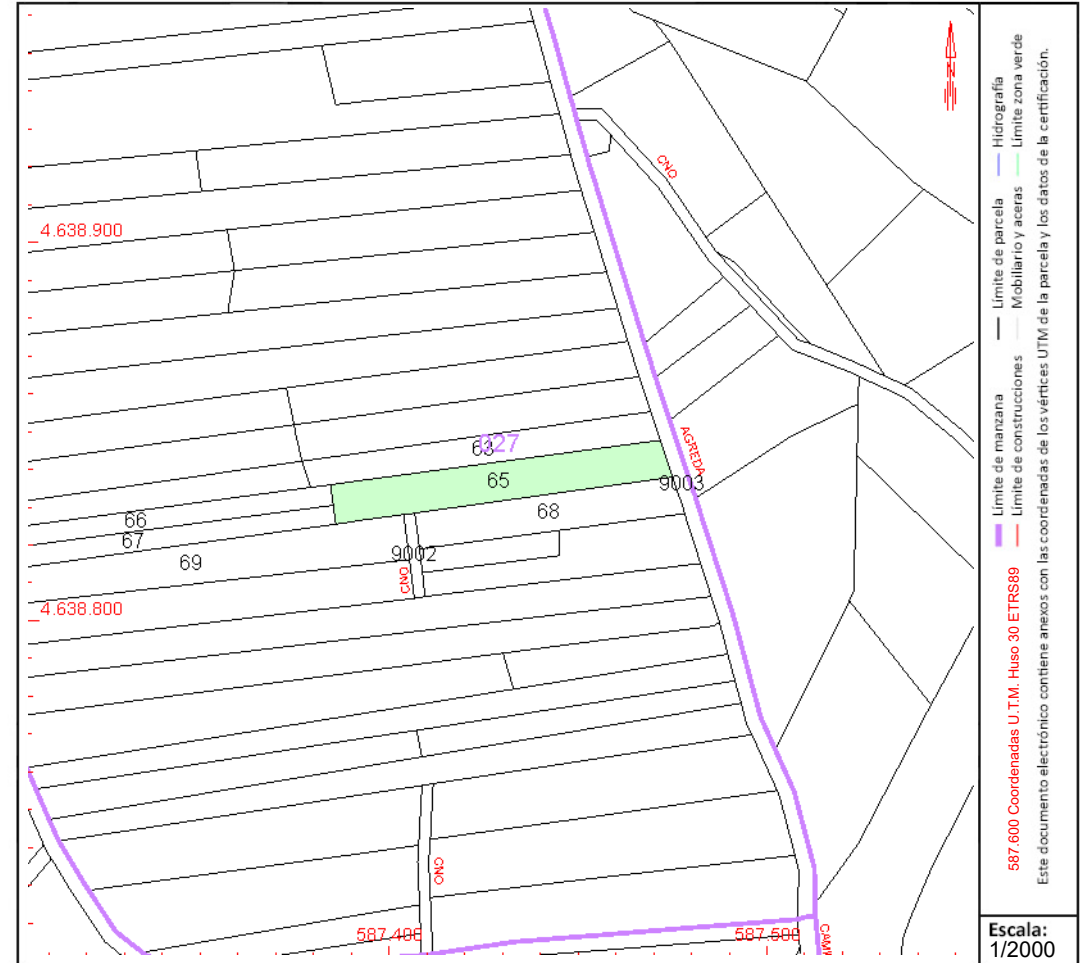 CNO
4.638.900
027
63
AGREDA
65
9003
68
66
67
9002
69
CNO
4.638.800
CNO
587.400
587.500
N
Límite de manzana
Límite de parcela
Hidrografía
Límite de construcciones
Mobiliario y aceras
Límite zona verde
587.600 Coordenadas U.T.M. Huso 30 ETRS89
Este documento electrónico contiene anexos con las coordenadas de los vértices UTM de la parcela y los datos de la certificación.
Escala:
1/2000